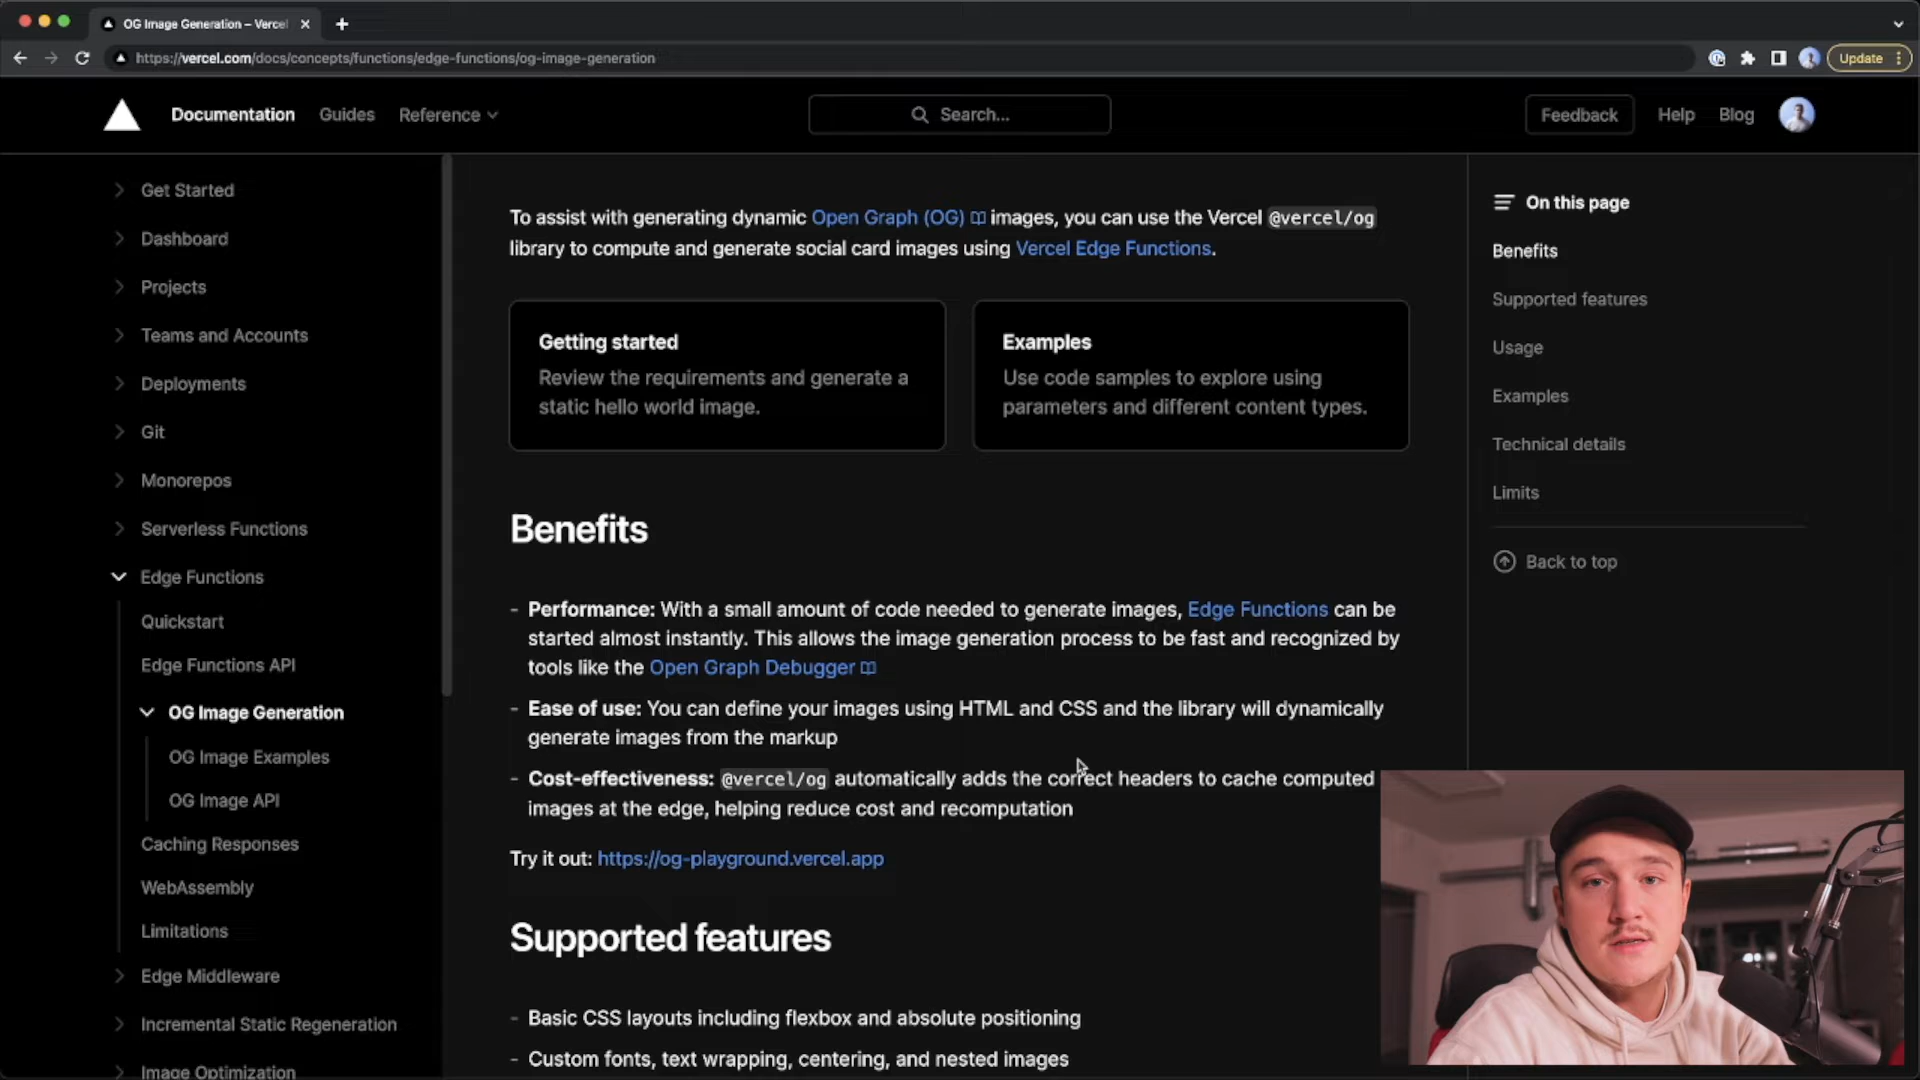 OG Image Generation – Vercel
https://vercel.com/docs/concepts/functions/edge-functions/og-image-generation
Update
Documentation
Guides
Reference
Search...
Feedback
Help
Blog
Get Started
Dashboard
Projects
Teams and Accounts
Deployments
Git
Monorepos
Serverless Functions
Edge Functions
Quickstart
Edge Functions API
OG Image Generation
OG Image Examples
OG Image API
Caching Responses
WebAssembly
Limitations
Edge Middleware
Incremental Static Regeneration
Image Optimization
To assist with generating dynamic Open Graph (OG) images, you can use the Vercel @vercel/og
library to compute and generate social card images using Vercel Edge Functions.
Getting started
Review the requirements and generate a
static hello world image.
Examples
Use code samples to explore using
parameters and different content types.
Benefits
- Performance: With a small amount of code needed to generate images, Edge Functions can be
started almost instantly. This allows the image generation process to be fast and recognized by
tools like the Open Graph Debugger
- Ease of use: You can define your images using HTML and CSS and the library will dynamically
generate images from the markup
- Cost-effectiveness: @vercel/og automatically adds the correct headers to cache computed
images at the edge, helping reduce cost and recomputation
Try it out: https://og-playground.vercel.app
Supported features
- Basic CSS layouts including flexbox and absolute positioning
- Custom fonts, text wrapping, centering, and nested images
On this page
Benefits
Supported features
Usage
Examples
Technical details
Limits
Back to top